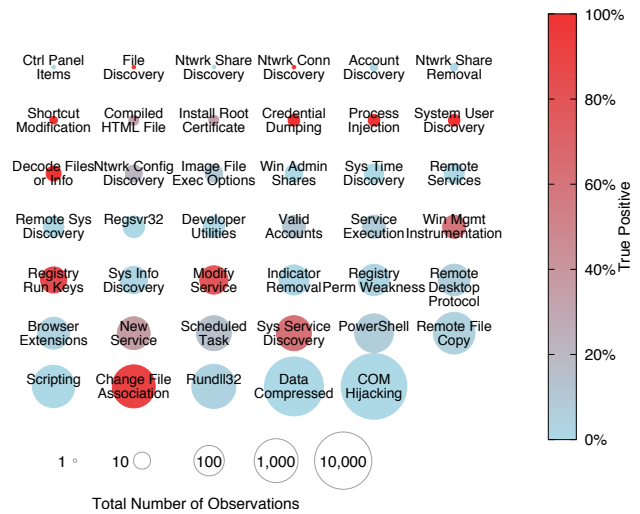 100%
Ctrl Panel Items
File Discovery
Ntwrk Share Discovery
Ntwrk Conn Discovery
Account Discovery
Ntwrk Share Removal
80%
Shortcut Modification
Compiled HTML File
Install Root Certificate
Credential Dumping
Process Injection
System User Discovery
Decode Files or Info
Ntwrk Config Discovery
Image File Exec Options
Win Admin Shares
Sys Time Discovery
Remote Services
60%
Remote Sys Discovery
Regsvr32
Developer Utilities
Valid Accounts
Service Execution
Win Mgmt Instrumentation
True Positive
40%
Registry Run Keys
Sys Info Discovery
Modify Service
Indicator Removal
Registry Perm Weakness
Remote Desktop Protocol
Browser Extensions
New Service
Scheduled Task
Sys Service Discovery
PowerShell
Remote File Copy
20%
Scripting
Change File Association
Rundll32
Data Compressed
COM Hijacking
0%
1
10
100
1,000
10,000
Total Number of Observations